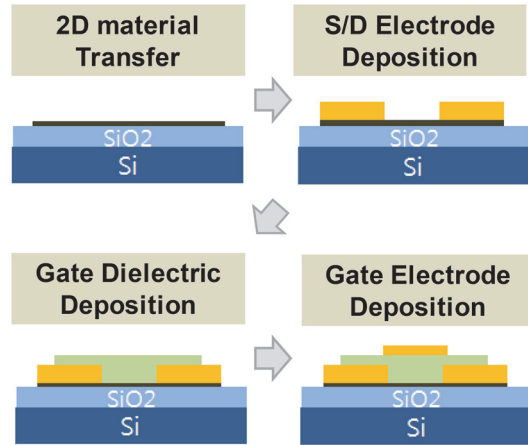 2D material
Transfer
SiO2
Si
S/D Electrode
Deposition
SiO2
Si
Gate Dielectric
Deposition
SiO2
Si
Gate Electrode
Deposition
SiO2
Si